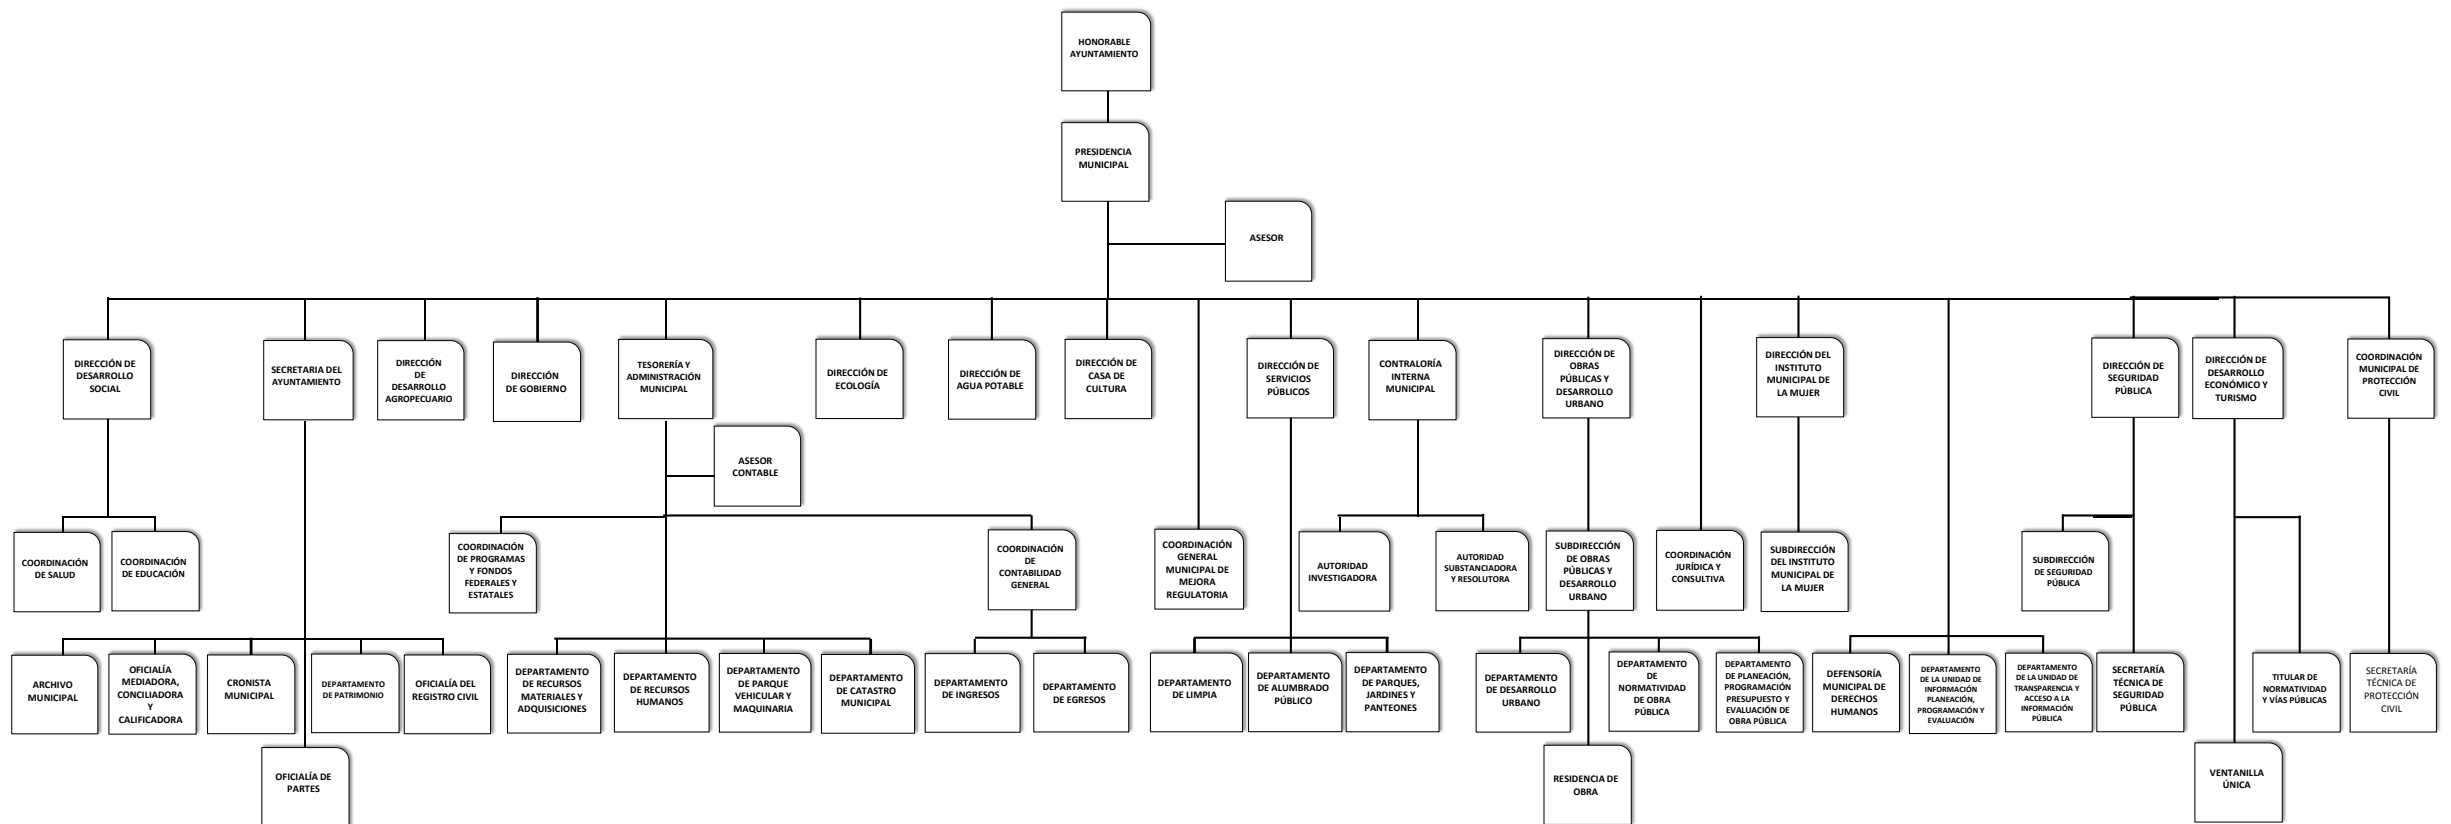 HONORABLE
AYUNTAMIENTO
PRESIDENCIA
MUNICIPAL
ASESOR
DIRECCIÓN DE
DESARROLLO
SOCIAL
SECRETARIA DEL
AYUNTAMIENTO
DIRECCIÓN
DE
DESARROLLO
AGROPECUARIO
DIRECCIÓN
DE GOBIERNO
TESORERÍA Y
ADMINISTRACIÓN
MUNICIPAL
DIRECCIÓN DE
ECOLOGÍA
DIRECCIÓN DE
AGUA POTABLE
DIRECCIÓN DE
CASA DE
CULTURA
DIRECCIÓN DE
SERVICIOS
PÚBLICOS
CONTRALORÍA
INTERNA
MUNICIPAL
DIRECCIÓN DE
OBRAS
PÚBLICAS Y
DESARROLLO
URBANO
DIRECCIÓN DEL
INSTITUTO
MUNICIPAL DE
LA MUJER
DIRECCIÓN DE
SEGURIDAD
PÚBLICA
DIRECCIÓN DE
DESARROLLO
ECONÓMICO Y
TURISMO
COORDINACIÓN
MUNICIPAL DE
PROTECCIÓN
CIVIL
ASESOR
CONTABLE
COORDINACIÓN
DE SALUD
COORDINACIÓN
DE EDUCACIÓN
COORDINACIÓN
DE PROGRAMAS
Y FONDOS
FEDERALES Y
ESTATALES
COORDINACIÓN
DE
CONTABILIDAD
GENERAL
COORDINACIÓN
GENERAL
MUNICIPAL DE
MEJORA
REGULATORIA
AUTORIDAD
INVESTIGADORA
AUTORIDAD
SUBSTANCIADORA
Y RESOLUTORA
SUBDIRECCIÓN
DE OBRAS
PÚBLICAS Y
DESARROLLO
URBANO
COORDINACIÓN
JURÍDICA Y
CONSULTIVA
SUBDIRECCIÓN
DEL INSTITUTO
MUNICIPAL DE
LA MUJER
SUBDIRECCIÓN
DE SEGURIDAD
PÚBLICA
ARCHIVO
MUNICIPAL
OFICIALÍA
MEDIADORA,
CONCILIADORA
Y
CALIFICADORA
CRONISTA
MUNICIPAL
DEPARTAMENTO
DE PATRIMONIO
OFICIALÍA DEL
REGISTRO CIVIL
DEPARTAMENTO
DE RECURSOS
MATERIALES Y
ADQUISICIONES
DEPARTAMENTO
DE RECURSOS
HUMANOS
DEPARTAMENTO
DE PARQUE
VEHICULAR Y
MAQUINARIA
DEPARTAMENTO
DE CATASTRO
MUNICIPAL
DEPARTAMENTO
DE INGRESOS
DEPARTAMENTO
DE EGRESOS
DEPARTAMENTO
DE LIMPIA
DEPARTAMENTO
DE ALUMBRADO
PÚBLICO
DEPARTAMENTO
DE PARQUES,
JARDINES Y
PANTEONES
DEPARTAMENTO
DE DESARROLLO
URBANO
DEPARTAMENTO
DE
NORMATIVIDAD
DE OBRA
PÚBLICA
DEPARTAMENTO
DE PLANEACIÓN,
PROGRAMACIÓN
PRESUPUESTO Y
EVALUACIÓN DE
OBRA PÚBLICA
DEFENSORÍA
MUNICIPAL DE
DERECHOS
HUMANOS
DEPARTAMENTO
DE LA UNIDAD DE
INFORMACIÓN
PLANEACIÓN,
PROGRAMACIÓN Y
EVALUACIÓN
DEPARTAMENTO
DE LA UNIDAD DE
TRANSPARENCIA Y
ACCESO A LA
INFORMACIÓN
PÚBLICA
SECRETARÍA
TÉCNICA DE
SEGURIDAD
PÚBLICA
TITULAR DE
NORMATIVIDAD
Y VÍAS PÚBLICAS
SECRETARÍA
TÉCNICA DE
PROTECCIÓN
CIVIL
OFICIALÍA DE
PARTES
RESIDENCIA DE
OBRA
VENTANILLA
ÚNICA